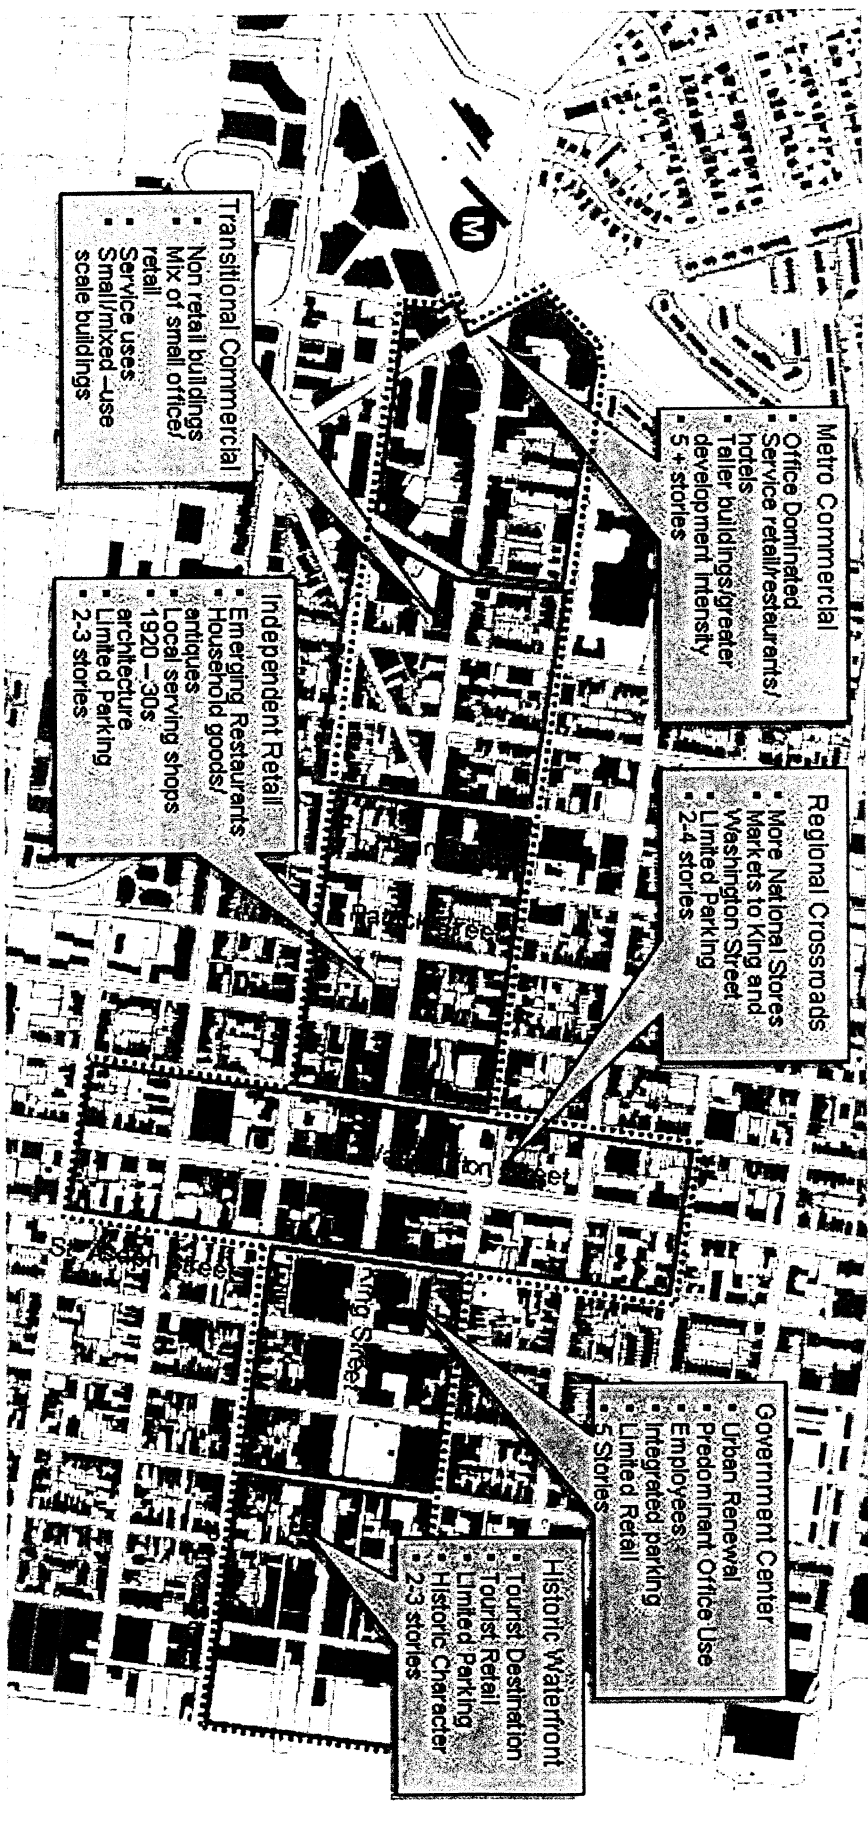 Metro Commercial
▪ Office Dominated
▪ Service retail/restaurants/
hotels
▪ Taller buildings/greater
development intensity
▪ 5 + stories
Regional Crossroads
▪ More National Stores
▪ Markets to King and
Washington Street
▪ Limited Parking
▪ 2-4 stories
Government Center
▪ Urban Renewal
▪ Predominant Office Use
▪ Employees
▪ Integrated parking
▪ Limited Retail
▪ 5 Stories
Historic Waterfront
▪ Tourist Destination
▪ Tourist Retail
▪ Limited Parking
▪ Historic Character
▪ 2-3 stories
M
Patrick Street
Washington Street
King Street
Transitional Commercial
▪ Non retail buildings
▪ Mix of small office/
retail
▪ Service uses
▪ Small/mixed –use
scale buildings
Independent Retail
▪ Emerging Restaurants
▪ Household goods/
antiques
▪ Local serving shops
▪ 1920 – '30s
architecture
▪ Limited Parking
▪ 2-3 stories
St. Asaph Street